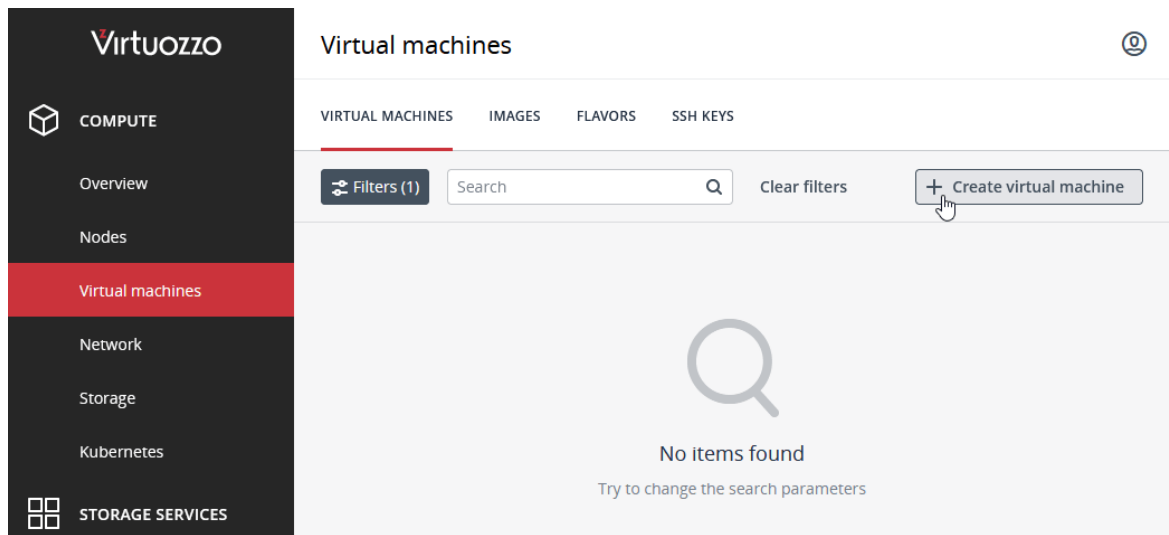 Virtuozzo
COMPUTE
Overview
Nodes
Virtual machines
Network
Storage
Kubernetes
STORAGE SERVICES
Virtual machines
VIRTUAL MACHINES IMAGES FLAVORS SSH KEYS
Filters (1) Search Clear filters + Create virtual machine
No items found
Try to change the search parameters